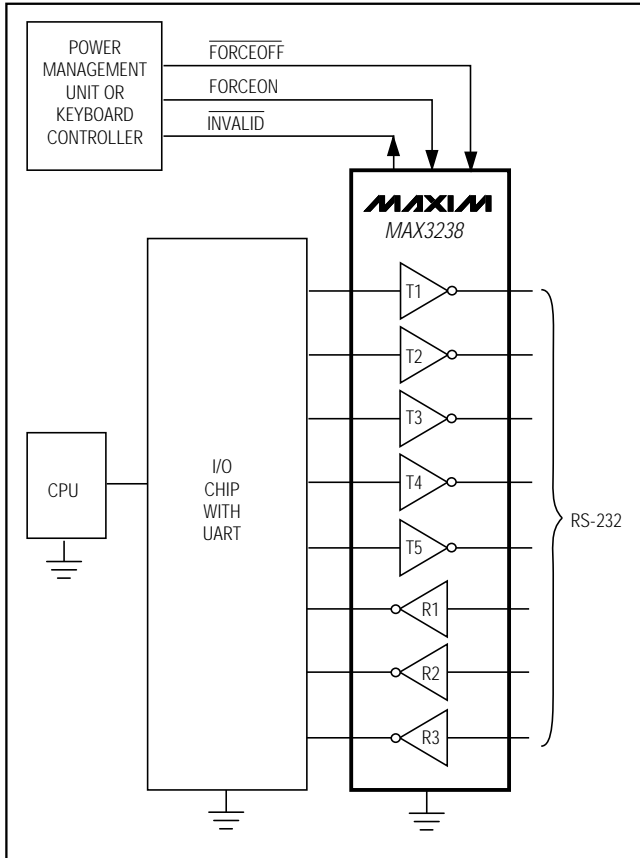 POWER
MANAGEMENT
UNIT OR
KEYBOARD
CONTROLLER
FORCEOFF
FORCEON
INVALID
MAXIM
MAX3238
T1
T2
T3
T4
T5
R1
R2
R3
CPU
I/O
CHIP
WITH
UART
RS-232